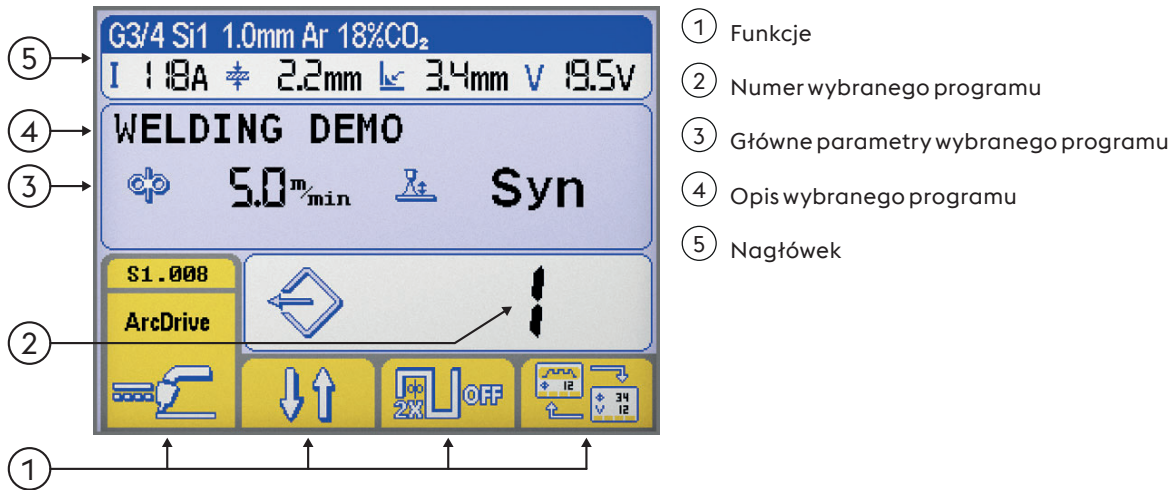 G3/4 Si1 1.0mm Ar 18%CO₂
I 118A 2.2mm 3.4mm V 19.5V
WELDING DEMO
5.0 m/min Syn
S1.008
ArcDrive
1
2X OFF
12 34
V 12
5
4
3
2
1
1 Funkcje
2 Numer wybranego programu
3 Główne parametry wybranego programu
4 Opis wybranego programu
5 Nagłówek